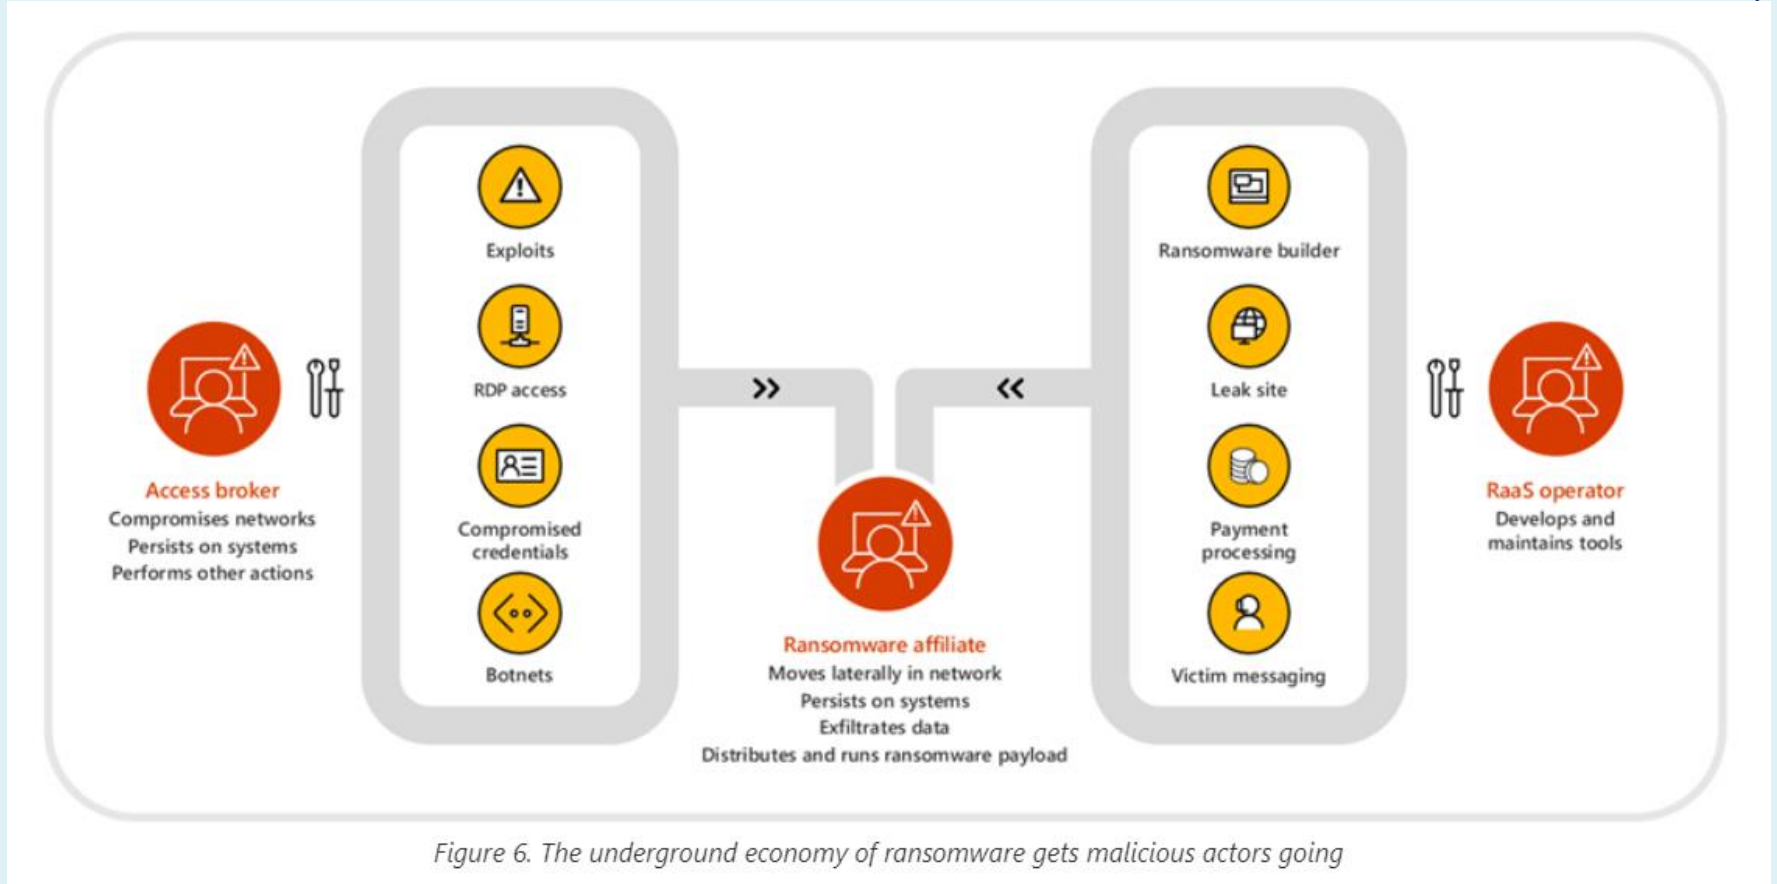 Exploits
RDP access
Compromised
credentials
Botnets
Access broker
Compromises networks
Persists on systems
Performs other actions
Ransomware affiliate
Moves laterally in network
Persists on systems
Exfiltrates data
Distributes and runs ransomware payload
Ransomware builder
Leak site
Payment
processing
Victim messaging
RaaS operator
Develops and
maintains tools
Figure 6. The underground economy of ransomware gets malicious actors going